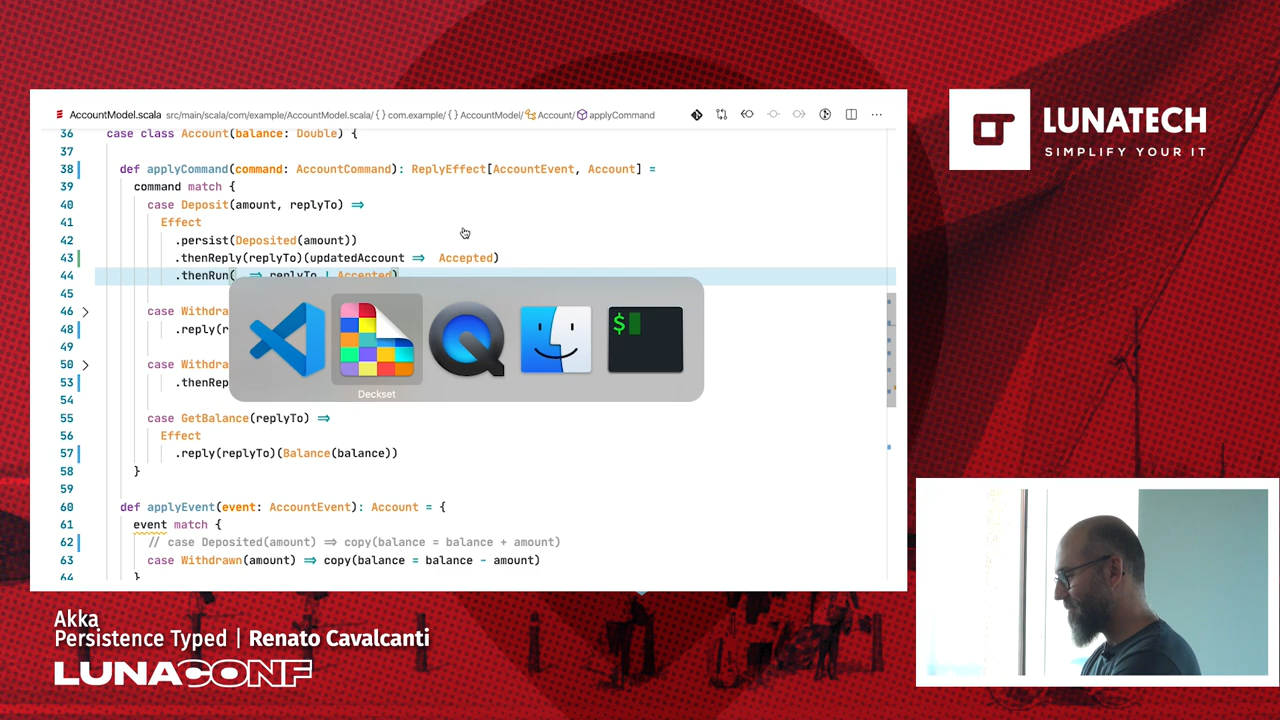 AccountModel.scala src/main/scala/com/example/AccountModel.scala/{ } com.example/{ } AccountModel/ Account/ applyCommand
36 case class Account(balance: Double) {
37
38 def applyCommand(command: AccountCommand): ReplyEffect[AccountEvent, Account] =
39 command match {
40 case Deposit(amount, replyTo) ⇒
41 Effect
42 .persist(Deposited(amount))
43 .thenReply(replyTo)(updatedAccount ⇒ Accepted)
44 .thenRun(_ ⇒ replyTo ! Accepted)
45
46 case Withdra
48 .reply(r
49
50 case Withdra
53 .thenRep
54
55 case GetBalance(replyTo) ⇒
56 Effect
57 .reply(replyTo)(Balance(balance))
58 }
59
60 def applyEvent(event: AccountEvent): Account = {
61 event match {
62 // case Deposited(amount) ⇒ copy(balance = balance + amount)
63 case Withdrawn(amount) ⇒ copy(balance = balance - amount)
64 }
$
Deckset
LUNATECH
SIMPLIFY YOUR IT
Akka
Persistence Typed | Renato Cavalcanti
LUNACONF